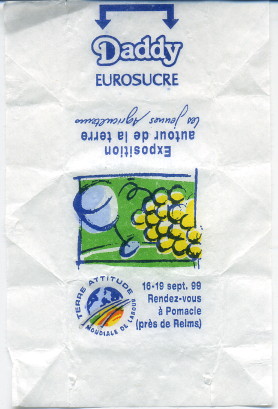 Daddy
EUROSUCRE
Exposition
autour de la terre
Les Jeunes Agriculteurs
16-19 sept. 99
Rendez-vous
à Pomacle
(près de Reims)
TERRE ATTITUDE
MONDIALE DE LABOUR